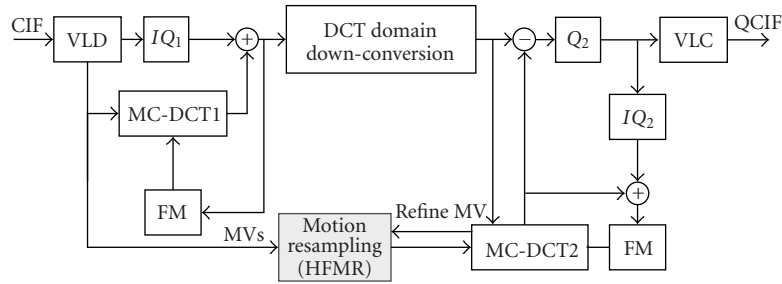 CIF
VLD
IQ₁
+
DCT domain
down-conversion
−
Q₂
VLC
QCIF
MC-DCT1
IQ₂
FM
+
MVs
Motion
resampling
(HFMR)
Refine MV
MC-DCT2
FM